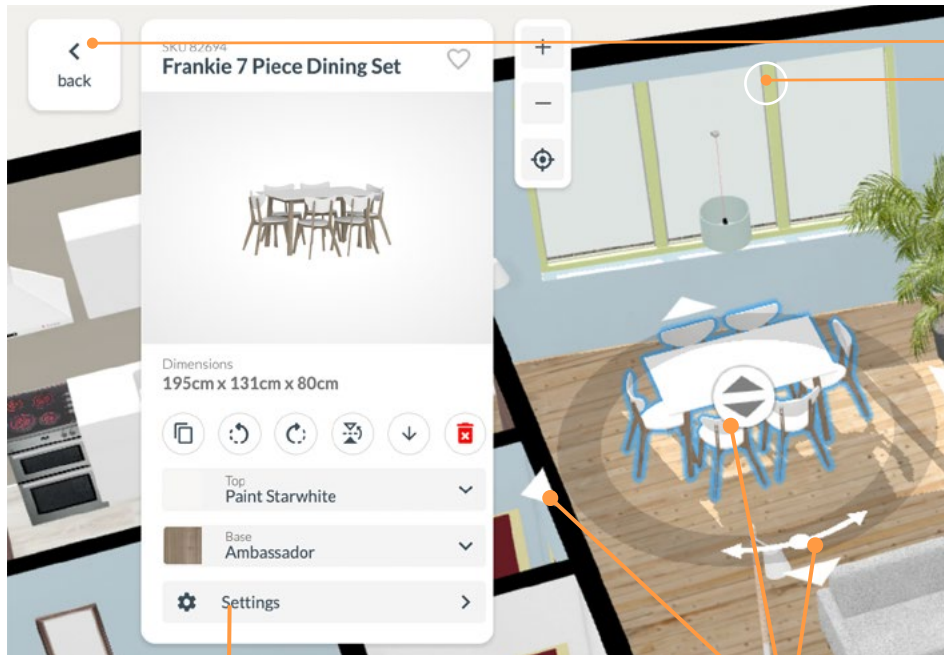 back
SKU 82694
Frankie 7 Piece Dining Set
Dimensions
195cm x 131cm x 80cm
Top
Paint Starwhite
Base
Ambassador
Settings